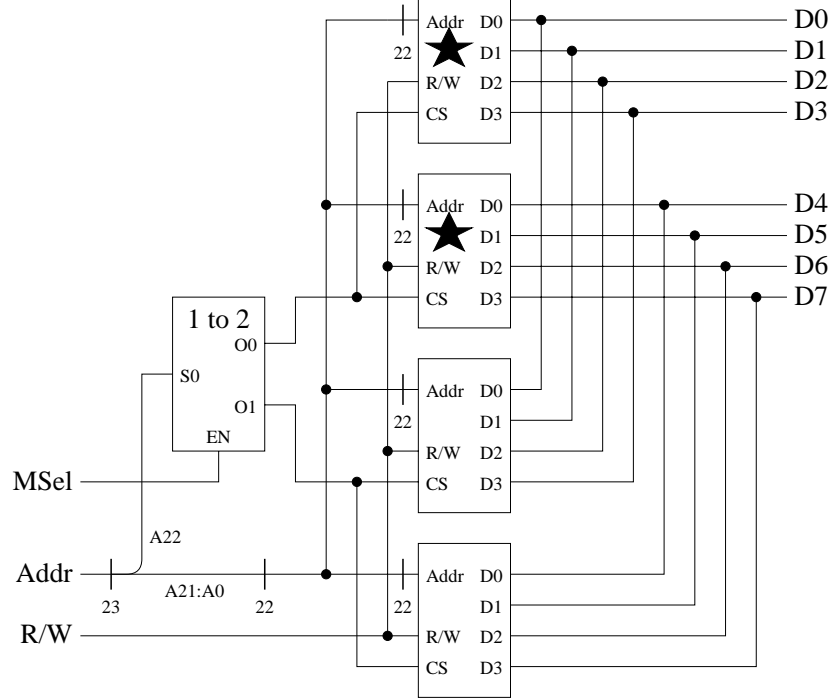 Addr D0 D0
22 D1 D1
R/W D2 D2
CS D3 D3
Addr D0 D4
22 D1 D5
R/W D2 D6
CS D3 D7
1 to 2
O0
S0
O1
EN
Addr D0
22 D1
R/W D2
CS D3
MSel
A22
Addr
A21:A0
23 22
R/W
Addr D0
22 D1
R/W D2
CS D3